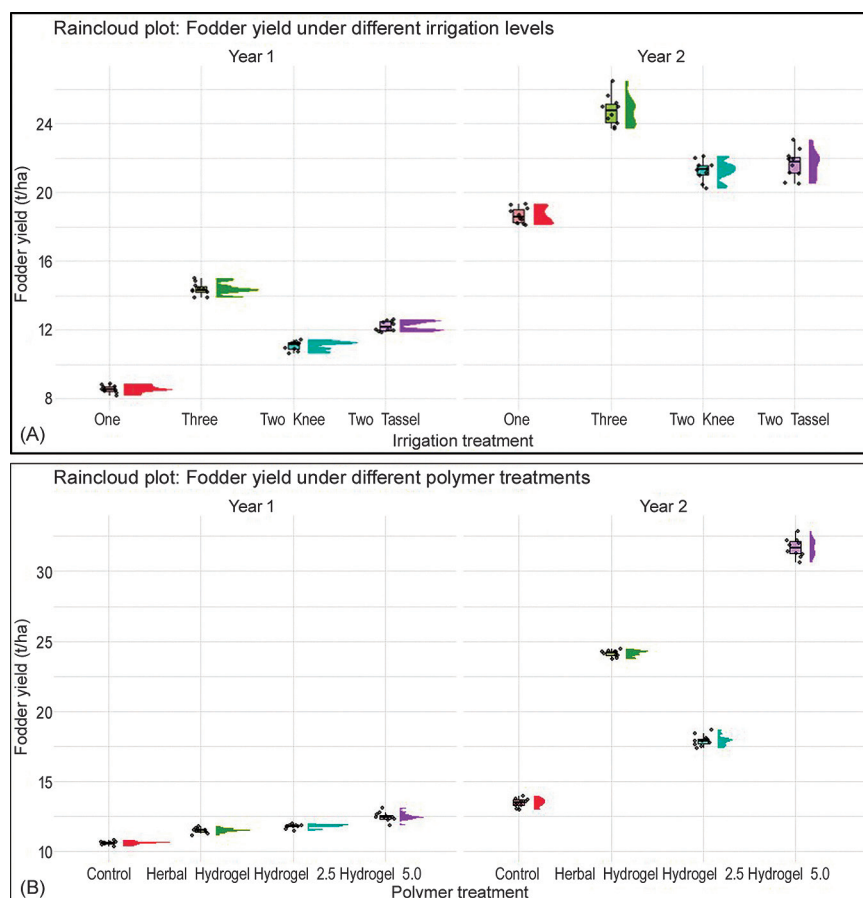 Raincloud plot: Fodder yield under different irrigation levels
Year 1
Year 2
Fodder yield (t/ha)
24
20
16
12
8
One Three Two Knee Two Tassel
One Three Two Knee Two Tassel
Irrigation treatment
(A)
Raincloud plot: Fodder yield under different polymer treatments
Year 1
Year 2
Fodder yield (t/ha)
30
25
20
15
10
Control Herbal Hydrogel Hydrogel 2.5 Hydrogel 5.0
Control Herbal Hydrogel Hydrogel 2.5 Hydrogel 5.0
Polymer treatment
(B)